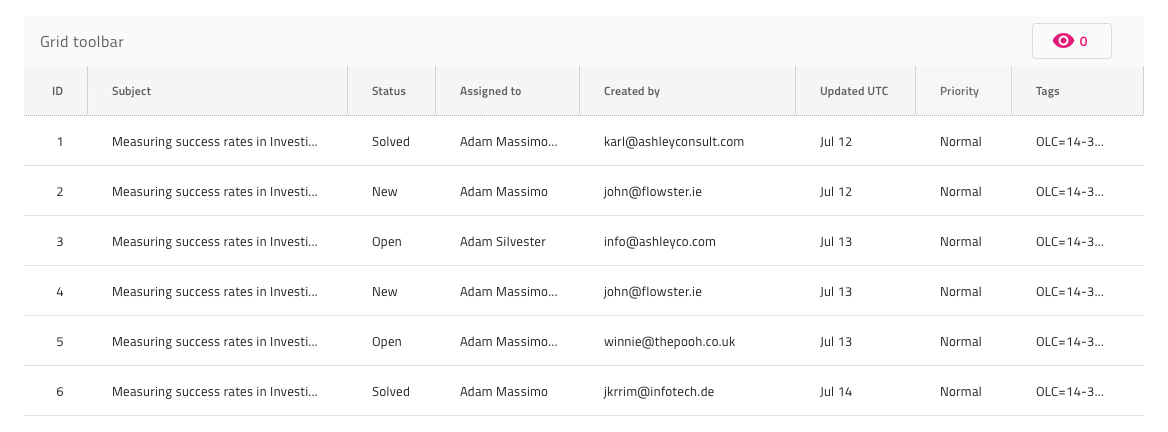 Grid toolbar 0
ID Subject Status Assigned to Created by Updated UTC Priority Tags
1 Measuring success rates in Investi... Solved Adam Massimo... karl@ashleyconsult.com Jul 12 Normal OLC=14-3...
2 Measuring success rates in Investi... New Adam Massimo john@flowster.ie Jul 12 Normal OLC=14-3...
3 Measuring success rates in Investi... Open Adam Silvester info@ashleyco.com Jul 13 Normal OLC=14-3...
4 Measuring success rates in Investi... New Adam Massimo... john@flowster.ie Jul 13 Normal OLC=14-3...
5 Measuring success rates in Investi... Open Adam Massimo... winnie@thepooh.co.uk Jul 13 Normal OLC=14-3...
6 Measuring success rates in Investi... Solved Adam Massimo jkrrim@infotech.de Jul 14 Normal OLC=14-3...